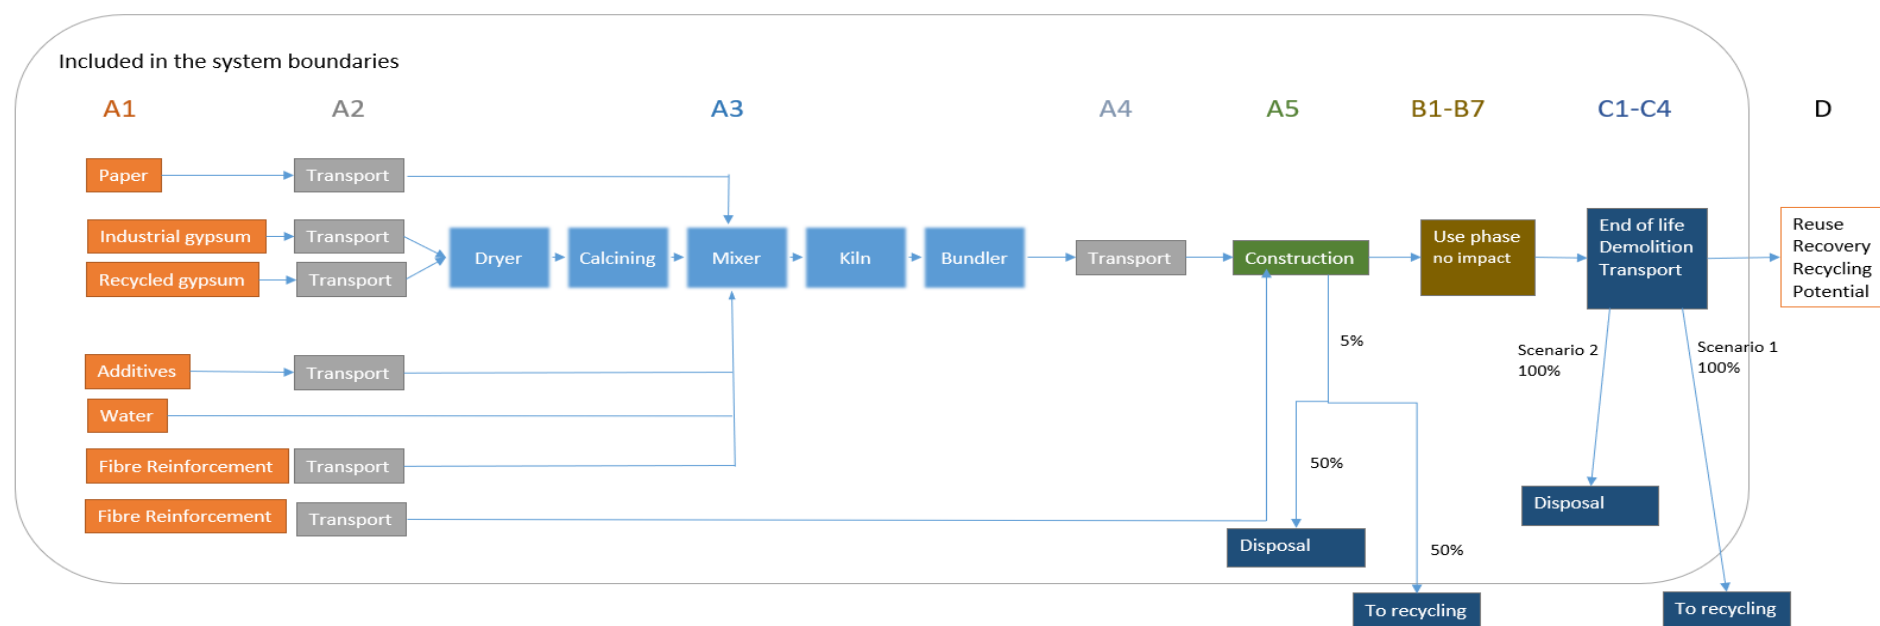 Included in the system boundaries
A1
A2
A3
A4
A5
B1-B7
C1-C4
D
Paper
Transport
Industrial gypsum
Transport
Recycled gypsum
Transport
Dryer
Calcining
Mixer
Kiln
Bundler
Transport
Construction
Use phase
no impact
End of life
Demolition
Transport
Reuse
Recovery
Recycling
Potential
Additives
Transport
Water
Fibre Reinforcement
Transport
Fibre Reinforcement
Transport
5%
50%
50%
Disposal
To recycling
Scenario 2
100%
Scenario 1
100%
Disposal
To recycling